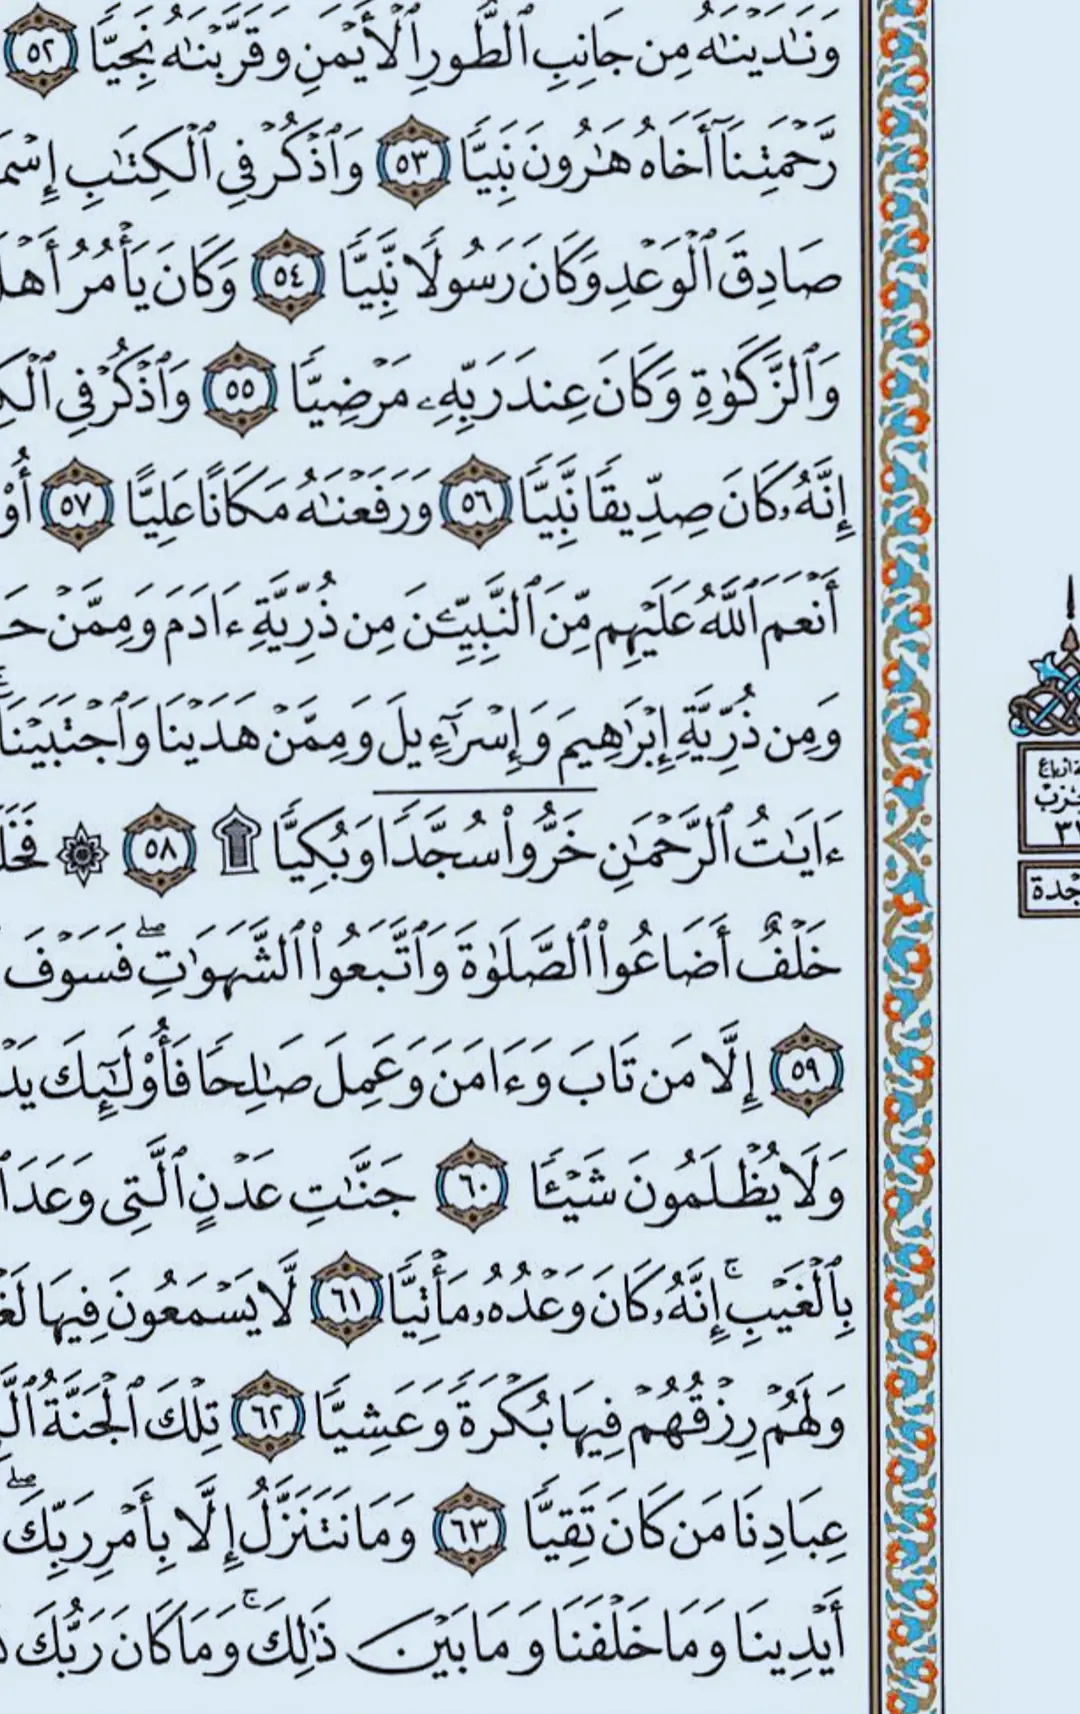 وَنَٰدَيْنَٰهُ مِن جَانِبِ ٱلطُّورِ ٱلْأَيْمَنِ وَقَرَّبْنَٰهُ نَجِيًّا ٥٢
رَّحْمَتِنَآ أَخَاهُ هَٰرُونَ نَبِيًّا ٥٣ وَٱذْكُرْ فِى ٱلْكِتَٰبِ
صَادِقَ ٱلْوَعْدِ وَكَانَ رَسُولًا نَّبِيًّا ٥٤ وَكَانَ يَأْمُرُ
وَٱلزَّكَوٰةِ وَكَانَ عِندَ رَبِّهِۦ مَرْضِيًّا ٥٥ وَٱذْكُرْ فِى
إِنَّهُۥ كَانَ صِدِّيقًا نَّبِيًّا ٥٦ وَرَفَعْنَٰهُ مَكَانًا عَلِيًّا ٥٧
أَنْعَمَ ٱللَّهُ عَلَيْهِم مِّنَ ٱلنَّبِيِّۦنَ مِن ذُرِّيَّةِ ءَادَمَ وَمِمَّنْ
وَمِن ذُرِّيَّةِ إِبْرَٰهِيمَ وَإِسْرَٰٓءِيلَ وَمِمَّنْ هَدَيْنَا وَٱجْتَبَيْنَآ
ءَايَٰتُ ٱلرَّحْمَٰنِ خَرُّوا۟ سُجَّدًا وَبُكِيًّا ۩ ٥٨ ۞
خَلْفٌ أَضَاعُوا۟ ٱلصَّلَوٰةَ وَٱتَّبَعُوا۟ ٱلشَّهَوَٰتِ ۖ فَسَوْفَ
٥٩ إِلَّا مَن تَابَ وَءَامَنَ وَعَمِلَ صَٰلِحًا فَأُو۟لَٰٓئِكَ
وَلَا يُظْلَمُونَ شَيْـًٔا ٦٠ جَنَّٰتِ عَدْنٍ ٱلَّتِى وَعَدَ
بِٱلْغَيْبِ ۚ إِنَّهُۥ كَانَ وَعْدُهُۥ مَأْتِيًّا ٦١ لَّا يَسْمَعُونَ فِيهَا
وَلَهُمْ رِزْقُهُمْ فِيهَا بُكْرَةً وَعَشِيًّا ٦٢ تِلْكَ ٱلْجَنَّةُ
عِبَادِنَا مَن كَانَ تَقِيًّا ٦٣ وَمَا نَتَنَزَّلُ إِلَّا بِأَمْرِ رَبِّكَ ۖ
أَيْدِينَا وَمَا خَلْفَنَا وَمَا بَيْنَ ذَٰلِكَ ۚ وَمَا كَانَ رَبُّكَ